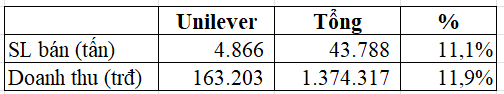 Unilever Tổng %
SL bán (tấn) 4.866 43.788 11,1%
Doanh thu (trđ) 163.203 1.374.317 11,9%